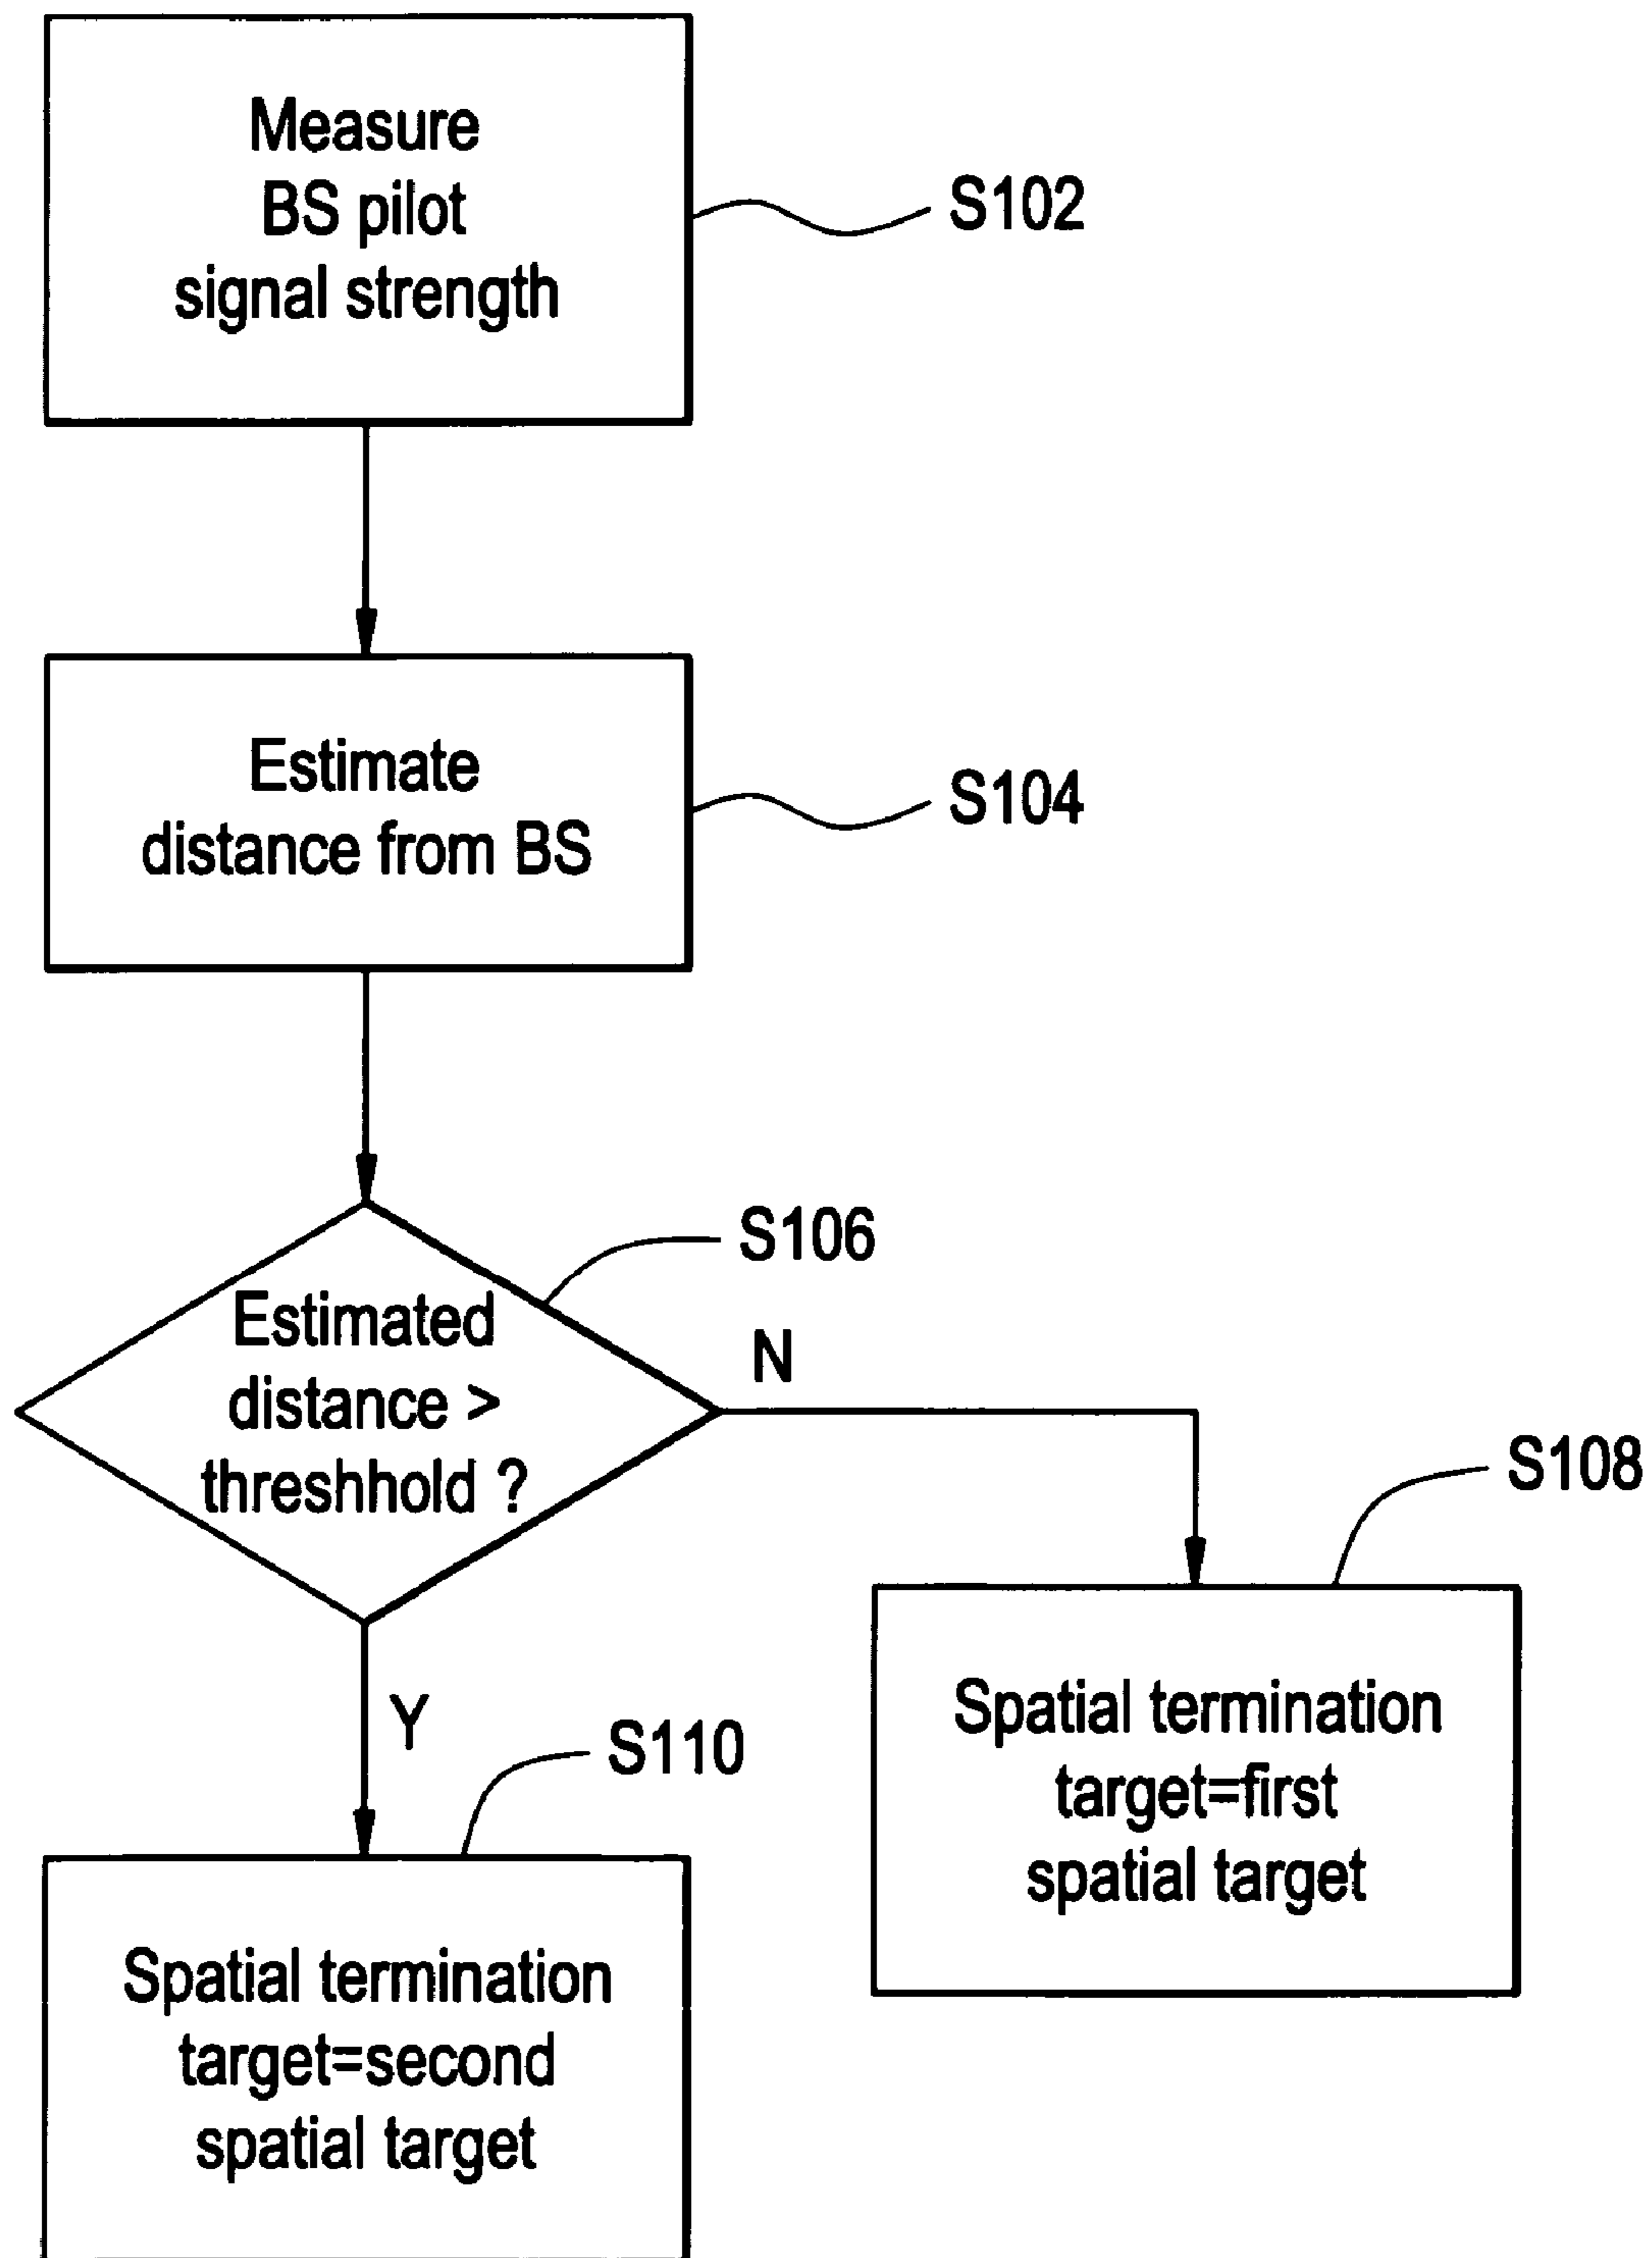 Measure
BS pilot
signal strength
S102
Estimate
distance from BS
S104
S106
Estimated
distance >
threshhold ?
N
S108
Y
S110
Spatial termination
target=first
spatial target
Spatial termination
target=second
spatial target